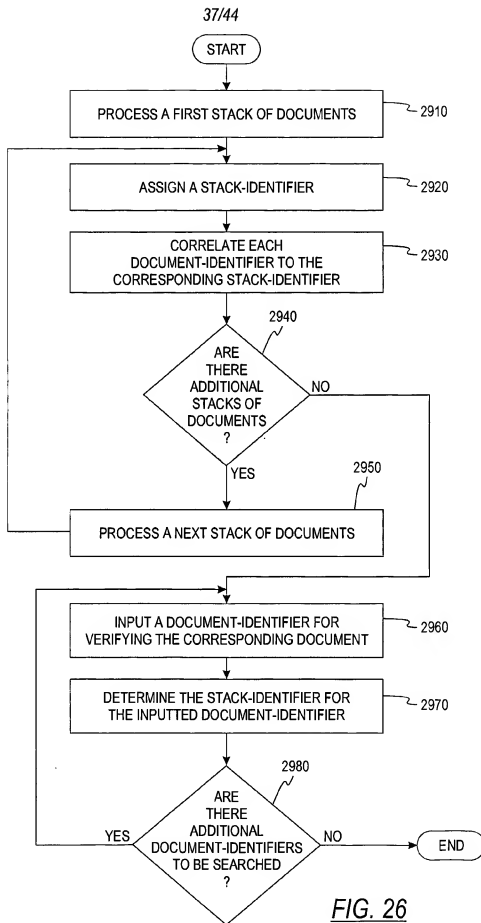 37/44
START
PROCESS A FIRST STACK OF DOCUMENTS
2910
ASSIGN A STACK-IDENTIFIER
2920
CORRELATE EACH
DOCUMENT-IDENTIFIER TO THE
CORRESPONDING STACK-IDENTIFIER
2930
2940
ARE
THERE
ADDITIONAL
STACKS OF
DOCUMENTS
?
NO
YES
2950
PROCESS A NEXT STACK OF DOCUMENTS
INPUT A DOCUMENT-IDENTIFIER FOR
VERIFYING THE CORRESPONDING DOCUMENT
2960
DETERMINE THE STACK-IDENTIFIER FOR
THE INPUTTED DOCUMENT-IDENTIFIER
2970
2980
ARE
THERE
ADDITIONAL
DOCUMENT-IDENTIFIERS
TO BE SEARCHED
?
YES
NO
END
FIG. 26